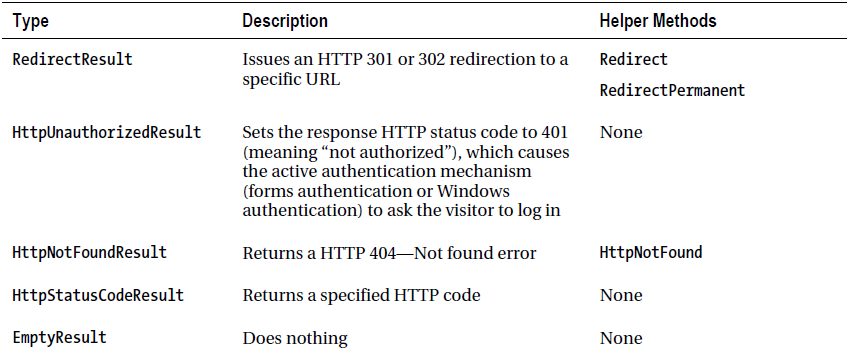 Type Description Helper Methods
RedirectResult Issues an HTTP 301 or 302 redirection to a Redirect
specific URL
RedirectPermanent
HttpUnauthorizedResult Sets the response HTTP status code to 401 None
(meaning “not authorized”), which causes
the active authentication mechanism
(forms authentication or Windows
authentication) to ask the visitor to log in
HttpNotFoundResult Returns a HTTP 404—Not found error HttpNotFound
HttpStatusCodeResult Returns a specified HTTP code None
EmptyResult Does nothing None